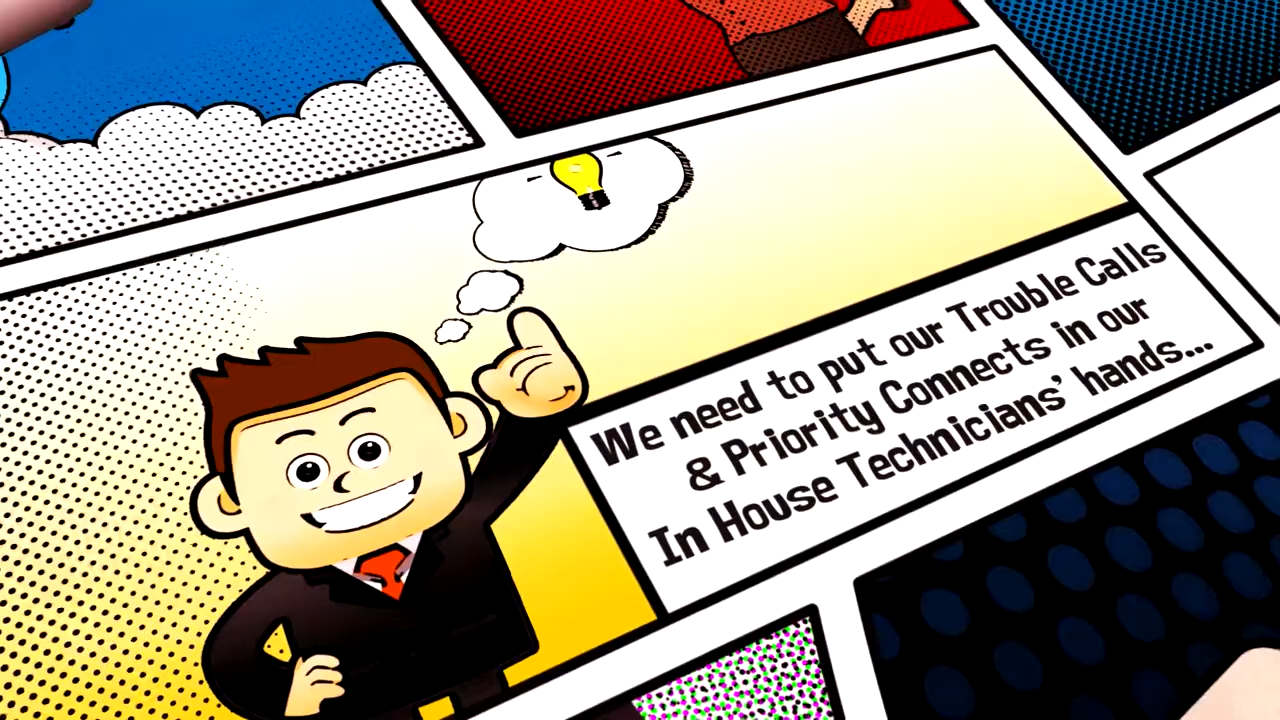 We need to put our Trouble Calls
& Priority Connects in our
In House Technicians' hands...